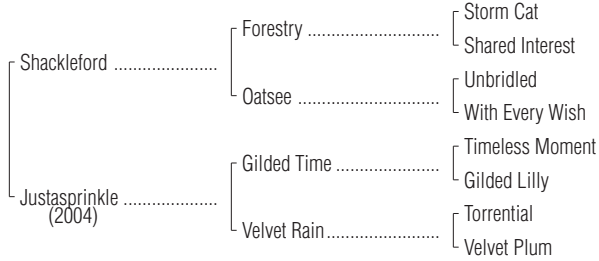 Storm Cat
Forestry ........................
Shared Interest
Shackleford ......................
Unbridled
Oatsee ..............................
With Every Wish
Timeless Moment
Gilded Time .......................
Gilded Lilly
Justasprinkle ....................
(2004)
Torrential
Velvet Rain........................
Velvet Plum